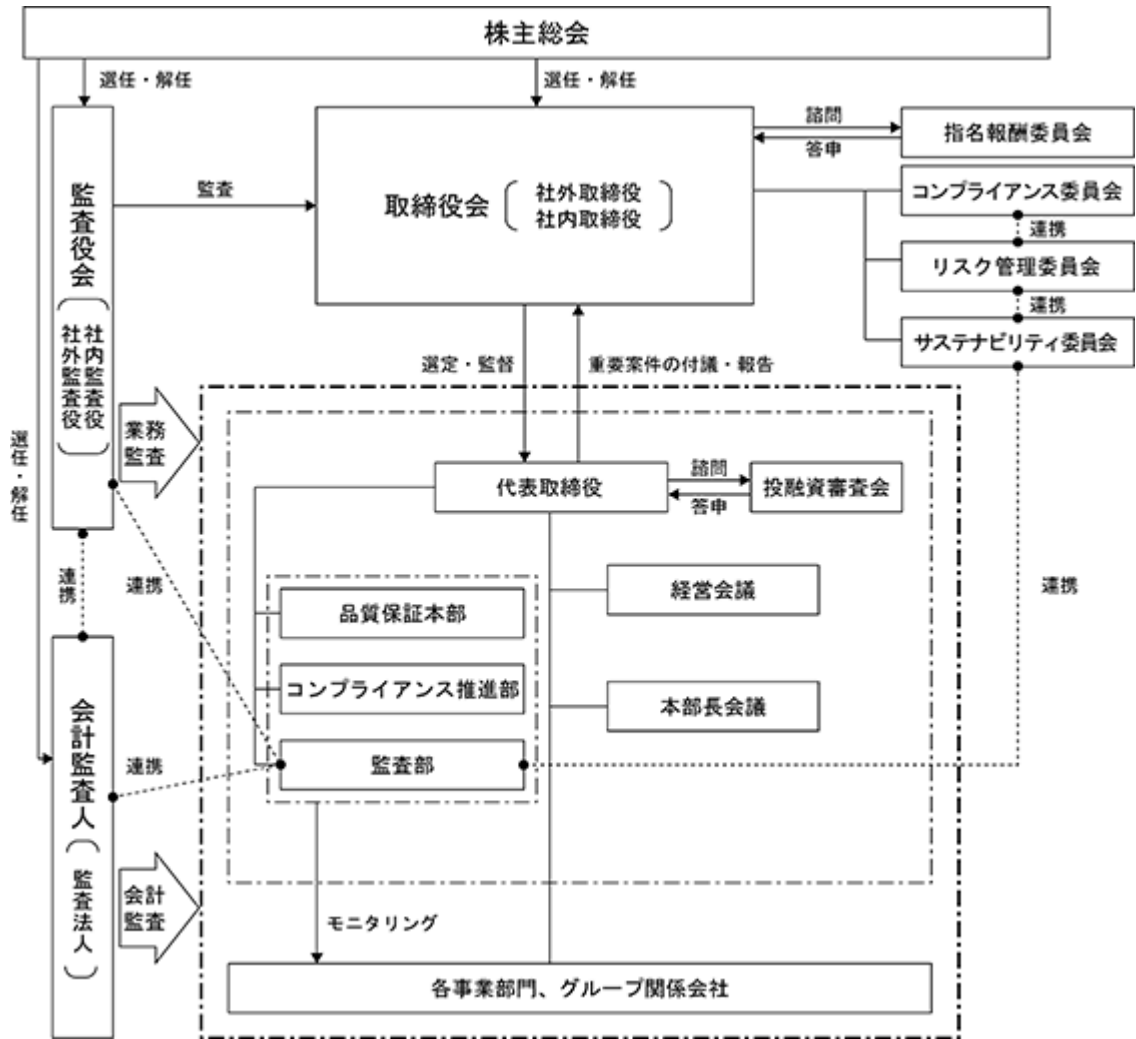 株主総会
選任・解任
選任・解任
諮問
答申
指名報酬委員会
監査役会
社内監査役
社外監査役
監査
取締役会
社外取締役
社内取締役
コンプライアンス委員会
連携
リスク管理委員会
連携
サステナビリティ委員会
選定・監督
重要案件の付議・報告
選任・解任
業務
監査
代表取締役
諮問
答申
投融資審査会
連携
連携
経営会議
連携
品質保証本部
コンプライアンス推進部
本部長会議
監査部
連携
会計監査人
監査法人
会計
監査
モニタリング
各事業部門、グループ関係会社